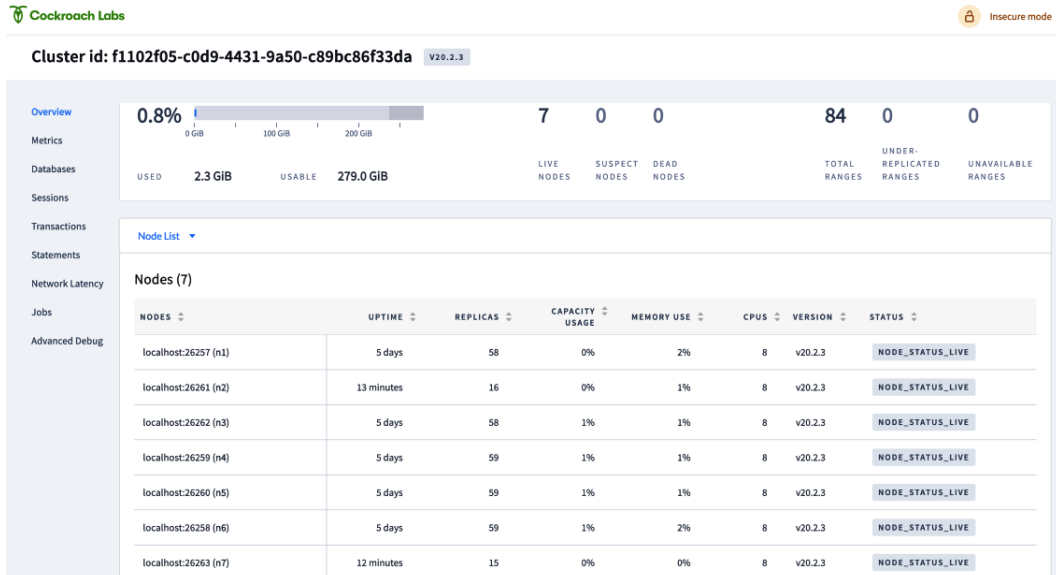 Cockroach Labs
Insecure mode
Cluster id: f1102f05-c0d9-4431-9a50-c89bc86f33da V20.2.3
Overview
Metrics
Databases
Sessions
Transactions
Statements
Network Latency
Jobs
Advanced Debug
0.8%
0 GiB 100 GiB 200 GiB
USED 2.3 GiB USABLE 279.0 GiB
7 0 0
LIVE NODES SUSPECT NODES DEAD NODES
84 0 0
TOTAL RANGES UNDER-REPLICATED RANGES UNAVAILABLE RANGES
Node List
Nodes (7)
NODES UPTIME REPLICAS CAPACITY USAGE MEMORY USE CPUS VERSION STATUS
localhost:26257 (n1) 5 days 58 0% 2% 8 v20.2.3 NODE_STATUS_LIVE
localhost:26261 (n2) 13 minutes 16 0% 1% 8 v20.2.3 NODE_STATUS_LIVE
localhost:26262 (n3) 5 days 58 1% 1% 8 v20.2.3 NODE_STATUS_LIVE
localhost:26259 (n4) 5 days 59 1% 1% 8 v20.2.3 NODE_STATUS_LIVE
localhost:26260 (n5) 5 days 59 1% 1% 8 v20.2.3 NODE_STATUS_LIVE
localhost:26258 (n6) 5 days 59 1% 2% 8 v20.2.3 NODE_STATUS_LIVE
localhost:26263 (n7) 12 minutes 15 0% 0% 8 v20.2.3 NODE_STATUS_LIVE